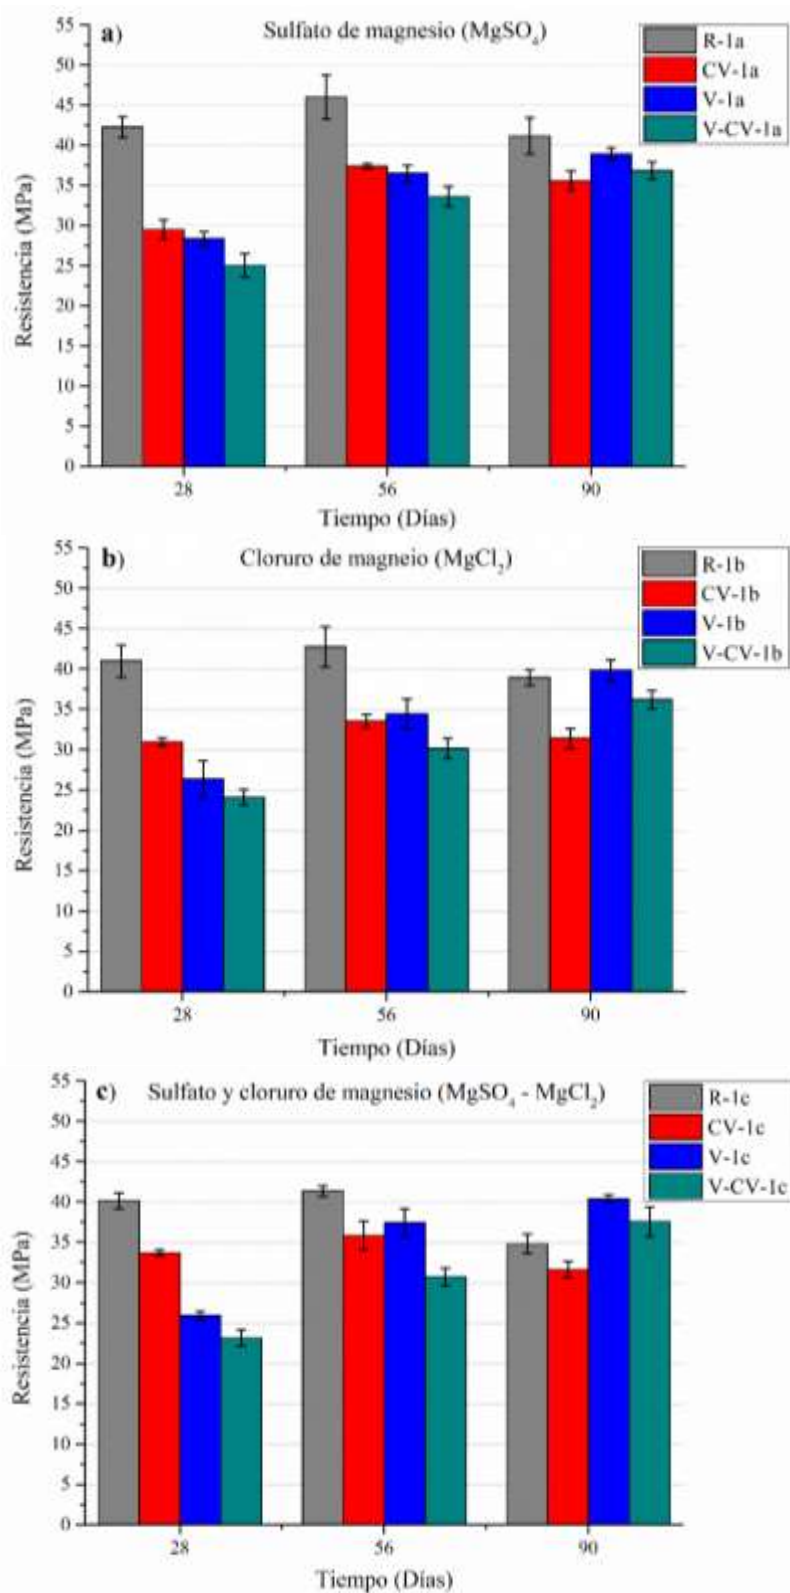 a) Sulfato de magnesio (MgSO₄)
R-1a
CV-1a
V-1a
V-CV-1a
Resistencia (MPa)
55
50
45
40
35
30
25
20
15
10
5
0
28 56 90
Tiempo (Días)
b) Cloruro de magneio (MgCl₂)
R-1b
CV-1b
V-1b
V-CV-1b
Resistencia (MPa)
55
50
45
40
35
30
25
20
15
10
5
0
28 56 90
Tiempo (Días)
c) Sulfato y cloruro de magnesio (MgSO₄ - MgCl₂)
R-1c
CV-1c
V-1c
V-CV-1c
Resistencia (MPa)
55
50
45
40
35
30
25
20
15
10
5
0
28 56 90
Tiempo (Días)